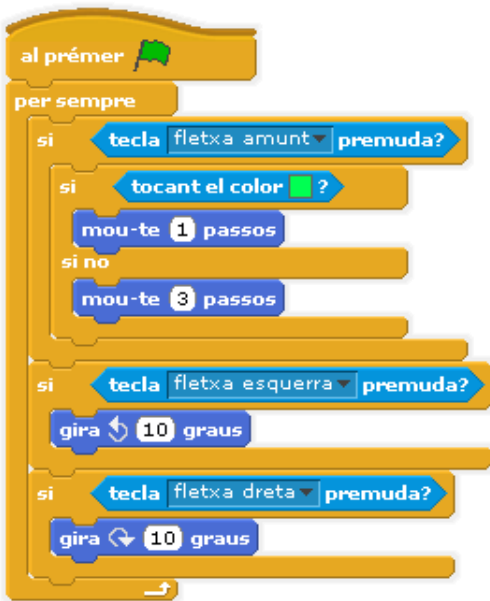 al prémer
per sempre
si tecla fletxa amunt premuda?
si tocant el color ?
mou-te 1 passos
si no
mou-te 3 passos
si tecla fletxa esquerra premuda?
gira 10 graus
si tecla fletxa dreta premuda?
gira 10 graus